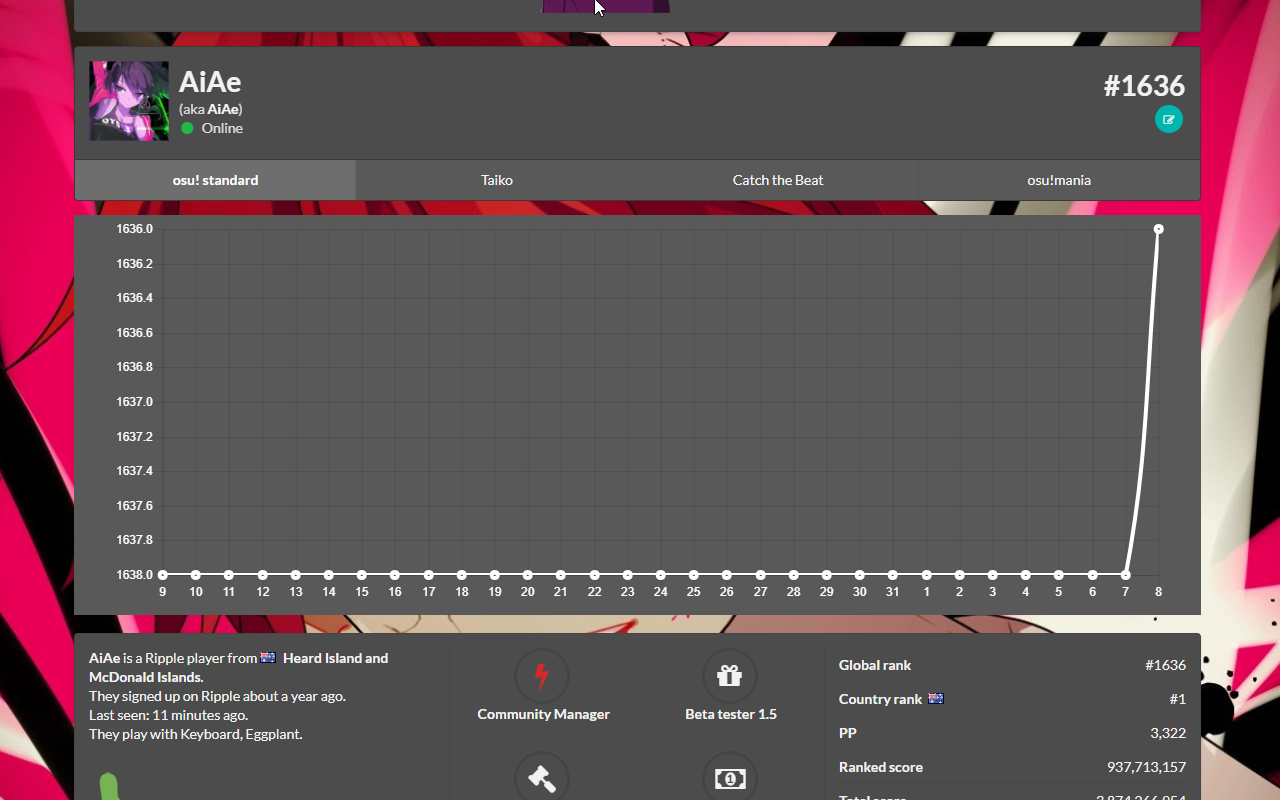 AiAe
(aka AiAe)
Online
#1636
osu! standard
Taiko
Catch the Beat
osu!mania
1636.0
1636.2
1636.4
1636.6
1636.8
1637.0
1637.2
1637.4
1637.6
1637.8
1638.0
9 10 11 12 13 14 15 16 17 18 19 20 21 22 23 24 25 26 27 28 29 30 31 1 2 3 4 5 6 7 8
AiAe is a Ripple player from Heard Island and
McDonald Islands.
They signed up on Ripple about a year ago.
Last seen: 11 minutes ago.
They play with Keyboard, Eggplant.
Community Manager
Beta tester 1.5
Global rank #1636
Country rank #1
PP 3,322
Ranked score 937,713,157